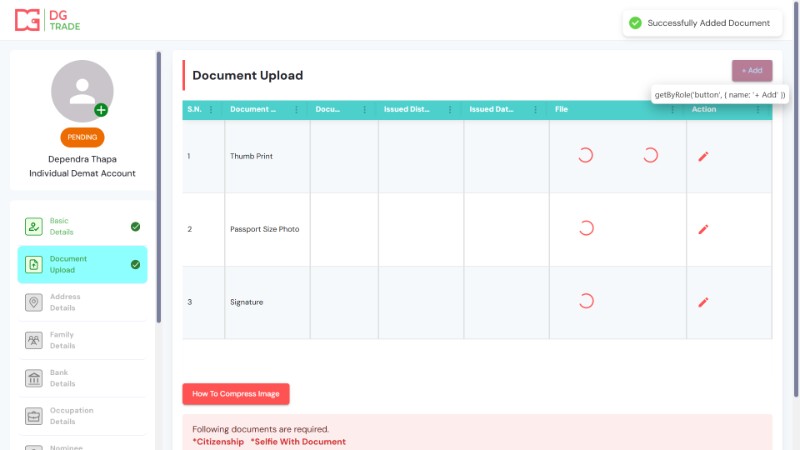 DG
TRADE
Successfully Added Document
Document Upload
+ Add
getByRole('button', { name: '+ Add' })
PENDING
Dependra Thapa
Individual Demat Account
S.N. Document ... Docu... Issued Dist... Issued Dat... File Action
1 Thumb Print
2 Passport Size Photo
3 Signature
Basic
Details
Document
Upload
Address
Details
Family
Details
Bank
Details
Occupation
Details
Nominee
How To Compress Image
Following documents are required.
*Citizenship *Selfie With Document